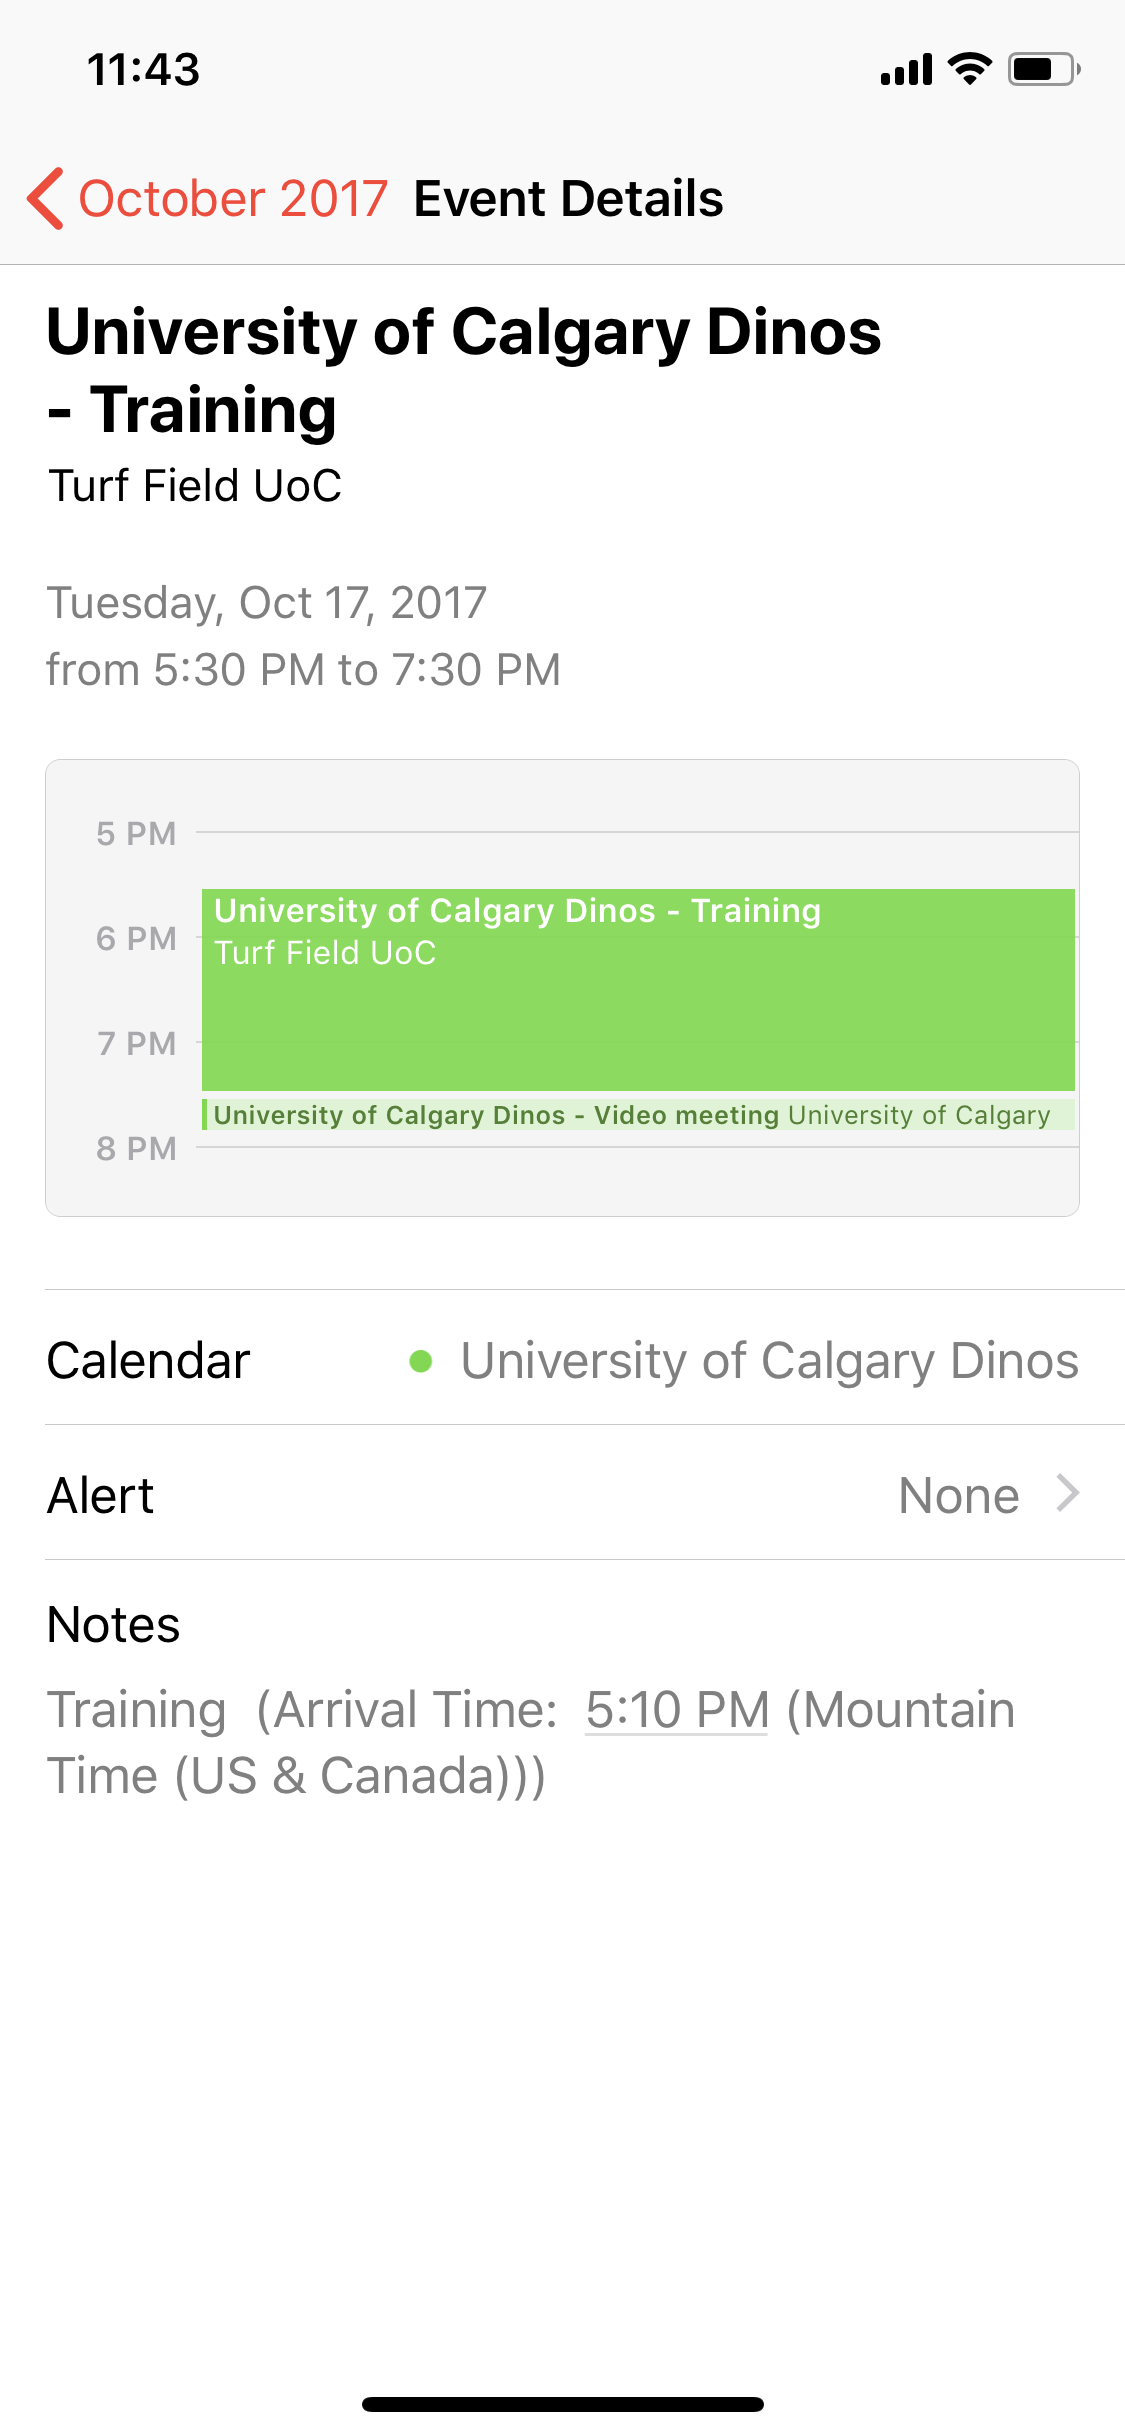 11:43
October 2017 Event Details
University of Calgary Dinos
- Training
Turf Field UoC
Tuesday, Oct 17, 2017
from 5:30 PM to 7:30 PM
5 PM
University of Calgary Dinos - Training
6 PM
Turf Field UoC
7 PM
University of Calgary Dinos - Video meeting University of Calgary
8 PM
Calendar University of Calgary Dinos
Alert None
Notes
Training (Arrival Time: 5:10 PM (Mountain
Time (US & Canada)))